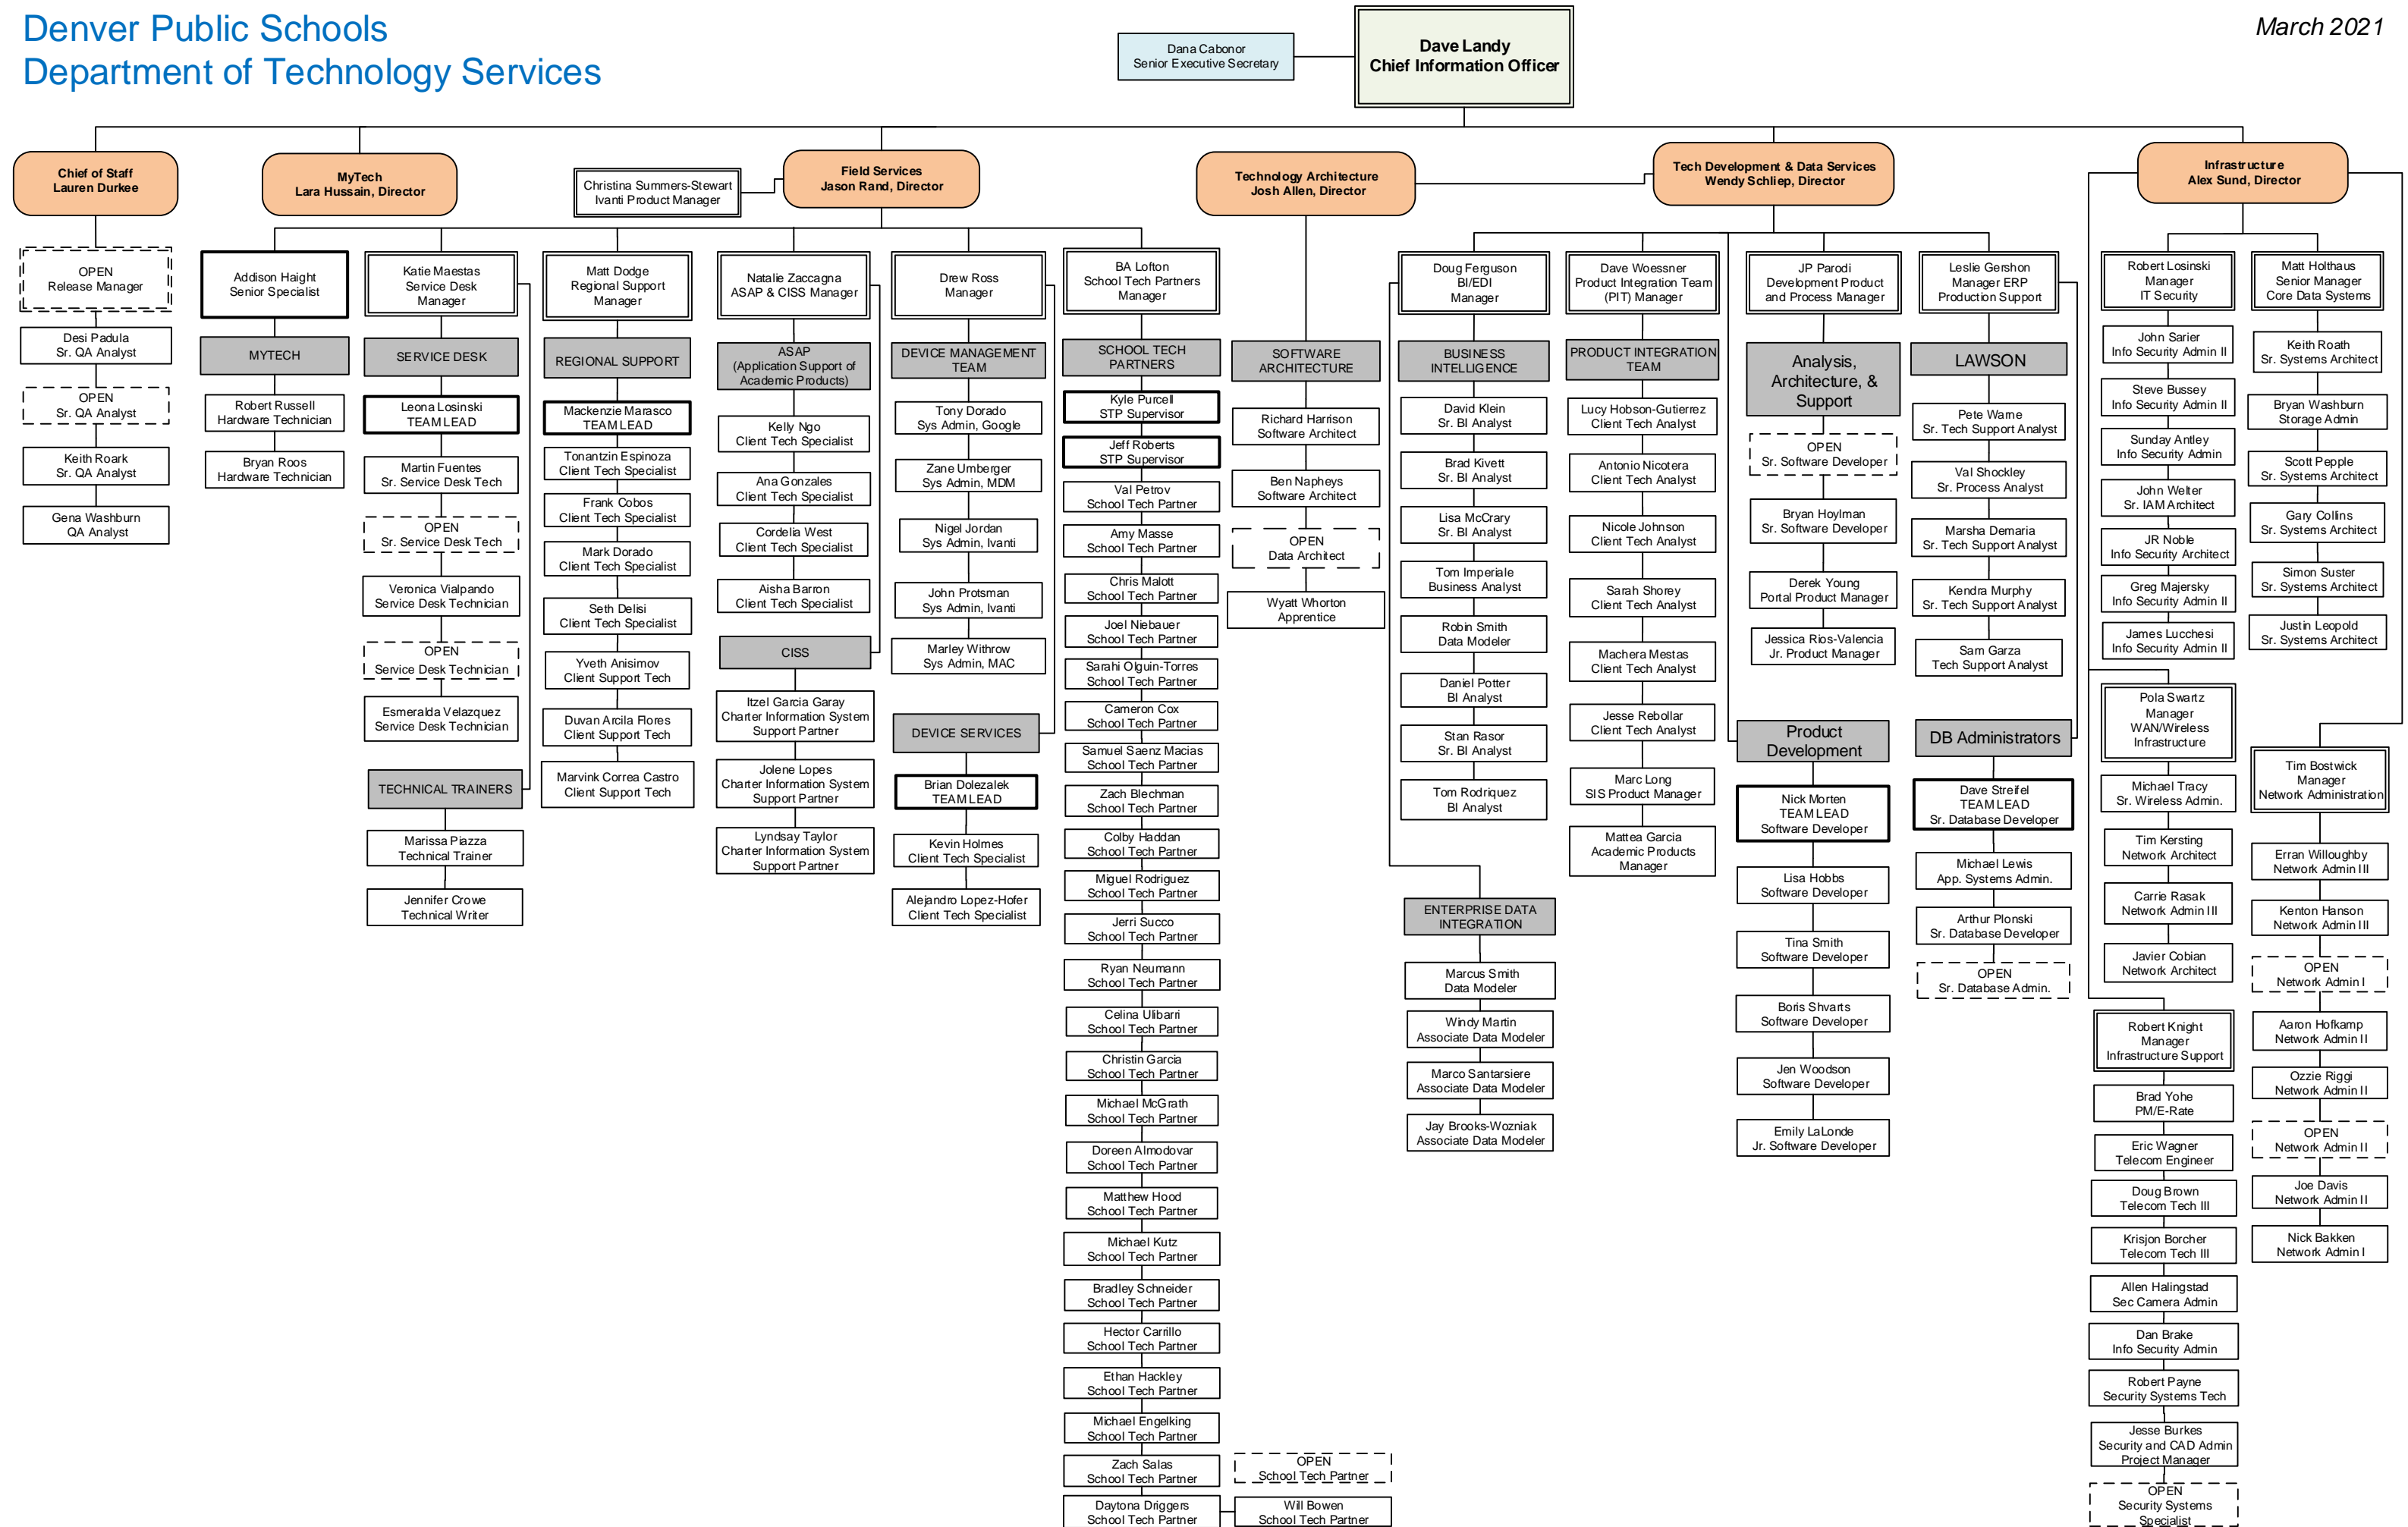 Denver Public Schools
Department of Technology Services
March 2021
Dana Cabonor
Senior Executive Secretary
Dave Landy
Chief Information Officer
Chief of Staff
Lauren Durkee
MyTech
Lara Hussain, Director
Christina Summers-Stewart
Ivanti Product Manager
Field Services
Jason Rand, Director
Technology Architecture
Josh Allen, Director
Tech Development & Data Services
Wendy Schliep, Director
Infrastructure
Alex Sund, Director
OPEN
Release Manager
Desi Padula
Sr. QA Analyst
OPEN
Sr. QA Analyst
Keith Roark
Sr. QA Analyst
Gena Washburn
QA Analyst
Addison Haight
Senior Specialist
MYTECH
Robert Russell
Hardware Technician
Bryan Roos
Hardware Technician
Katie Maestas
Service Desk
Manager
SERVICE DESK
Leona Losinski
TEAM LEAD
Martin Fuentes
Sr. Service Desk Tech
OPEN
Sr. Service Desk Tech
Veronica Vialpando
Service Desk Technician
OPEN
Service Desk Technician
Esmeralda Velazquez
Service Desk Technician
TECHNICAL TRAINERS
Marissa Piazza
Technical Trainer
Jennifer Crowe
Technical Writer
Matt Dodge
Regional Support
Manager
REGIONAL SUPPORT
Mackenzie Marasco
TEAM LEAD
Tonantzin Espinoza
Client Tech Specialist
Frank Cobos
Client Tech Specialist
Mark Dorado
Client Tech Specialist
Seth Delisi
Client Tech Specialist
Yveth Anisimov
Client Support Tech
Duvan Arcila Flores
Client Support Tech
Marvink Correa Castro
Client Support Tech
Natalie Zaccagna
ASAP & CISS Manager
ASAP
(Application Support of
Academic Products)
Kelly Ngo
Client Tech Specialist
Ana Gonzales
Client Tech Specialist
Cordelia West
Client Tech Specialist
Aisha Barron
Client Tech Specialist
CISS
Itzel Garcia Garay
Charter Information System
Support Partner
Jolene Lopes
Charter Information System
Support Partner
Lyndsay Taylor
Charter Information System
Support Partner
Drew Ross
Manager
DEVICE MANAGEMENT
TEAM
Tony Dorado
Sys Admin, Google
Zane Umberger
Sys Admin, MDM
Nigel Jordan
Sys Admin, Ivanti
John Protsman
Sys Admin, Ivanti
Marley Withrow
Sys Admin, MAC
DEVICE SERVICES
Brian Dolezalek
TEAM LEAD
Kevin Holmes
Client Tech Specialist
Alejandro Lopez-Hofer
Client Tech Specialist
BA Lofton
School Tech Partners
Manager
SCHOOL TECH
PARTNERS
Kyle Purcell
STP Supervisor
Jeff Roberts
STP Supervisor
Val Petrov
School Tech Partner
Amy Masse
School Tech Partner
Chris Malott
School Tech Partner
Joel Niebauer
School Tech Partner
Sarahi Olguin-Torres
School Tech Partner
Cameron Cox
School Tech Partner
Samuel Saenz Macias
School Tech Partner
Zach Blechman
School Tech Partner
Colby Haddan
School Tech Partner
Miguel Rodriguez
School Tech Partner
Jerri Succo
School Tech Partner
Ryan Neumann
School Tech Partner
Celina Ulibarri
School Tech Partner
Christin Garcia
School Tech Partner
Michael McGrath
School Tech Partner
Doreen Almodovar
School Tech Partner
Matthew Hood
School Tech Partner
Michael Kutz
School Tech Partner
Bradley Schneider
School Tech Partner
Hector Carrillo
School Tech Partner
Ethan Hackley
School Tech Partner
Michael Engelking
School Tech Partner
Zach Salas
School Tech Partner
OPEN
School Tech Partner
Daytona Driggers
School Tech Partner
Will Bowen
School Tech Partner
SOFTWARE
ARCHITECTURE
Richard Harrison
Software Architect
Ben Napheys
Software Architect
OPEN
Data Architect
Wyatt Whorton
Apprentice
Doug Ferguson
BI/EDI
Manager
BUSINESS
INTELLIGENCE
David Klein
Sr. BI Analyst
Brad Kivett
Sr. BI Analyst
Lisa McCrary
Sr. BI Analyst
Tom Imperiale
Business Analyst
Robin Smith
Data Modeler
Daniel Potter
BI Analyst
Stan Rasor
Sr. BI Analyst
Tom Rodriquez
BI Analyst
ENTERPRISE DATA
INTEGRATION
Marcus Smith
Data Modeler
Windy Martin
Associate Data Modeler
Marco Santarsiere
Associate Data Modeler
Jay Brooks-Wozniak
Associate Data Modeler
Dave Woessner
Product Integration Team
(PIT) Manager
PRODUCT INTEGRATION
TEAM
Lucy Hobson-Gutierrez
Client Tech Analyst
Antonio Nicotera
Client Tech Analyst
Nicole Johnson
Client Tech Analyst
Sarah Shorey
Client Tech Analyst
Machera Mestas
Client Tech Analyst
Jesse Rebollar
Client Tech Analyst
Marc Long
SIS Product Manager
Mattea Garcia
Academic Products
Manager
JP Parodi
Development Product
and Process Manager
Analysis,
Architecture, &
Support
OPEN
Sr. Software Developer
Bryan Hoylman
Sr. Software Developer
Derek Young
Portal Product Manager
Jessica Rios-Valencia
Jr. Product Manager
Product
Development
Nick Morten
TEAM LEAD
Software Developer
Lisa Hobbs
Software Developer
Tina Smith
Software Developer
Boris Shvarts
Software Developer
Jen Woodson
Software Developer
Emily LaLonde
Jr. Software Developer
Leslie Gershon
Manager ERP
Production Support
LAWSON
Pete Warne
Sr. Tech Support Analyst
Val Shockley
Sr. Process Analyst
Marsha Demaria
Sr. Tech Support Analyst
Kendra Murphy
Sr. Tech Support Analyst
Sam Garza
Tech Support Analyst
DB Administrators
Dave Streifel
TEAM LEAD
Sr. Database Developer
Michael Lewis
App. Systems Admin.
Arthur Plonski
Sr. Database Developer
OPEN
Sr. Database Admin.
Robert Losinski
Manager
IT Security
John Sarier
Info Security Admin II
Steve Bussey
Info Security Admin II
Sunday Antley
Info Security Admin
John Welter
Sr. IAM Architect
JR Noble
Info Security Architect
Greg Majersky
Info Security Admin II
James Lucchesi
Info Security Admin II
Pola Swartz
Manager
WAN/Wireless
Infrastructure
Michael Tracy
Sr. Wireless Admin.
Tim Kersting
Network Architect
Carrie Rasak
Network Admin III
Javier Cobian
Network Architect
Robert Knight
Manager
Infrastructure Support
Brad Yohe
PM/E-Rate
Eric Wagner
Telecom Engineer
Doug Brown
Telecom Tech III
Krisjon Borcher
Telecom Tech III
Allen Halingstad
Sec Camera Admin
Dan Brake
Info Security Admin
Robert Payne
Security Systems Tech
Jesse Burkes
Security and CAD Admin
Project Manager
OPEN
Security Systems
Specialist
Matt Holthaus
Senior Manager
Core Data Systems
Keith Roath
Sr. Systems Architect
Bryan Washburn
Storage Admin
Scott Pepple
Sr. Systems Architect
Gary Collins
Sr. Systems Architect
Simon Suster
Sr. Systems Architect
Justin Leopold
Sr. Systems Architect
Tim Bostwick
Manager
Network Administration
Erran Willoughby
Network Admin III
Kenton Hanson
Network Admin III
OPEN
Network Admin I
Aaron Hofkamp
Network Admin II
Ozzie Riggi
Network Admin II
OPEN
Network Admin II
Joe Davis
Network Admin II
Nick Bakken
Network Admin I